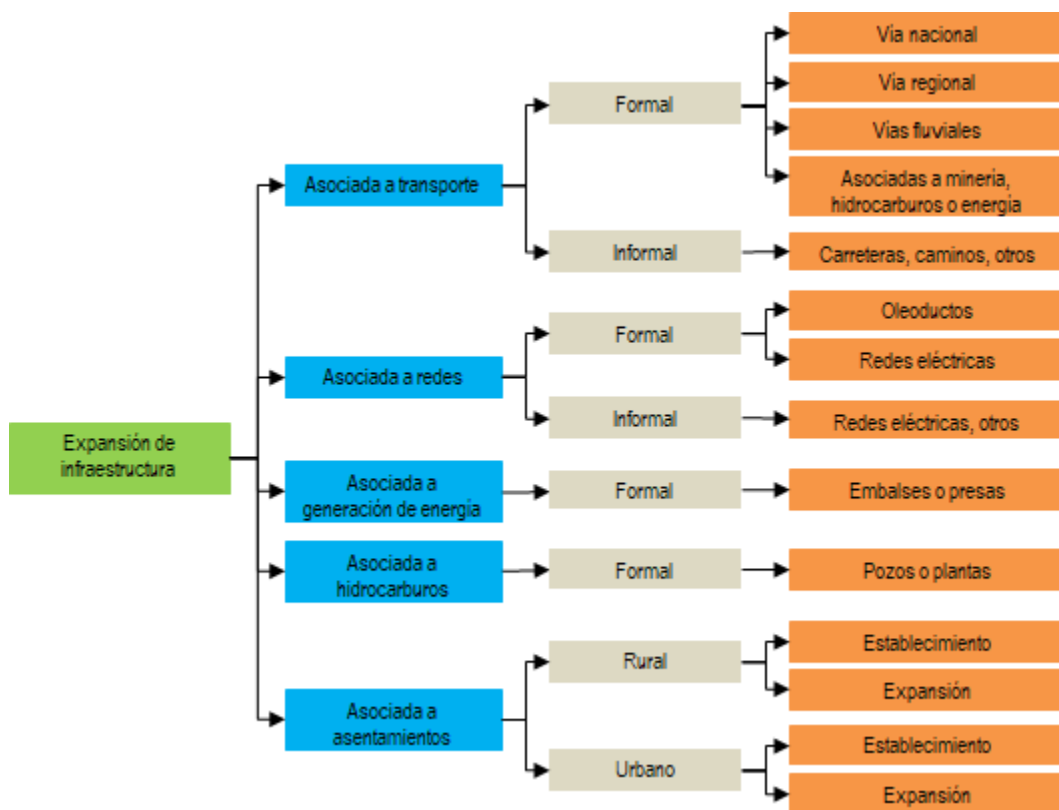 Vía nacional
Vía regional
Formal
Vías fluviales
Asociada a transporte
Asociadas a minería,
hidrocarburos o energía
Informal
Carreteras, caminos, otros
Oleoductos
Formal
Redes eléctricas
Asociada a redes
Informal
Redes eléctricas, otros
Expansión de
infraestructura
Asociada a
generación de energía
Formal
Embalses o presas
Asociada a
hidrocarburos
Formal
Pozos o plantas
Rural
Establecimiento
Expansión
Asociada a
asentamientos
Urbano
Establecimiento
Expansión